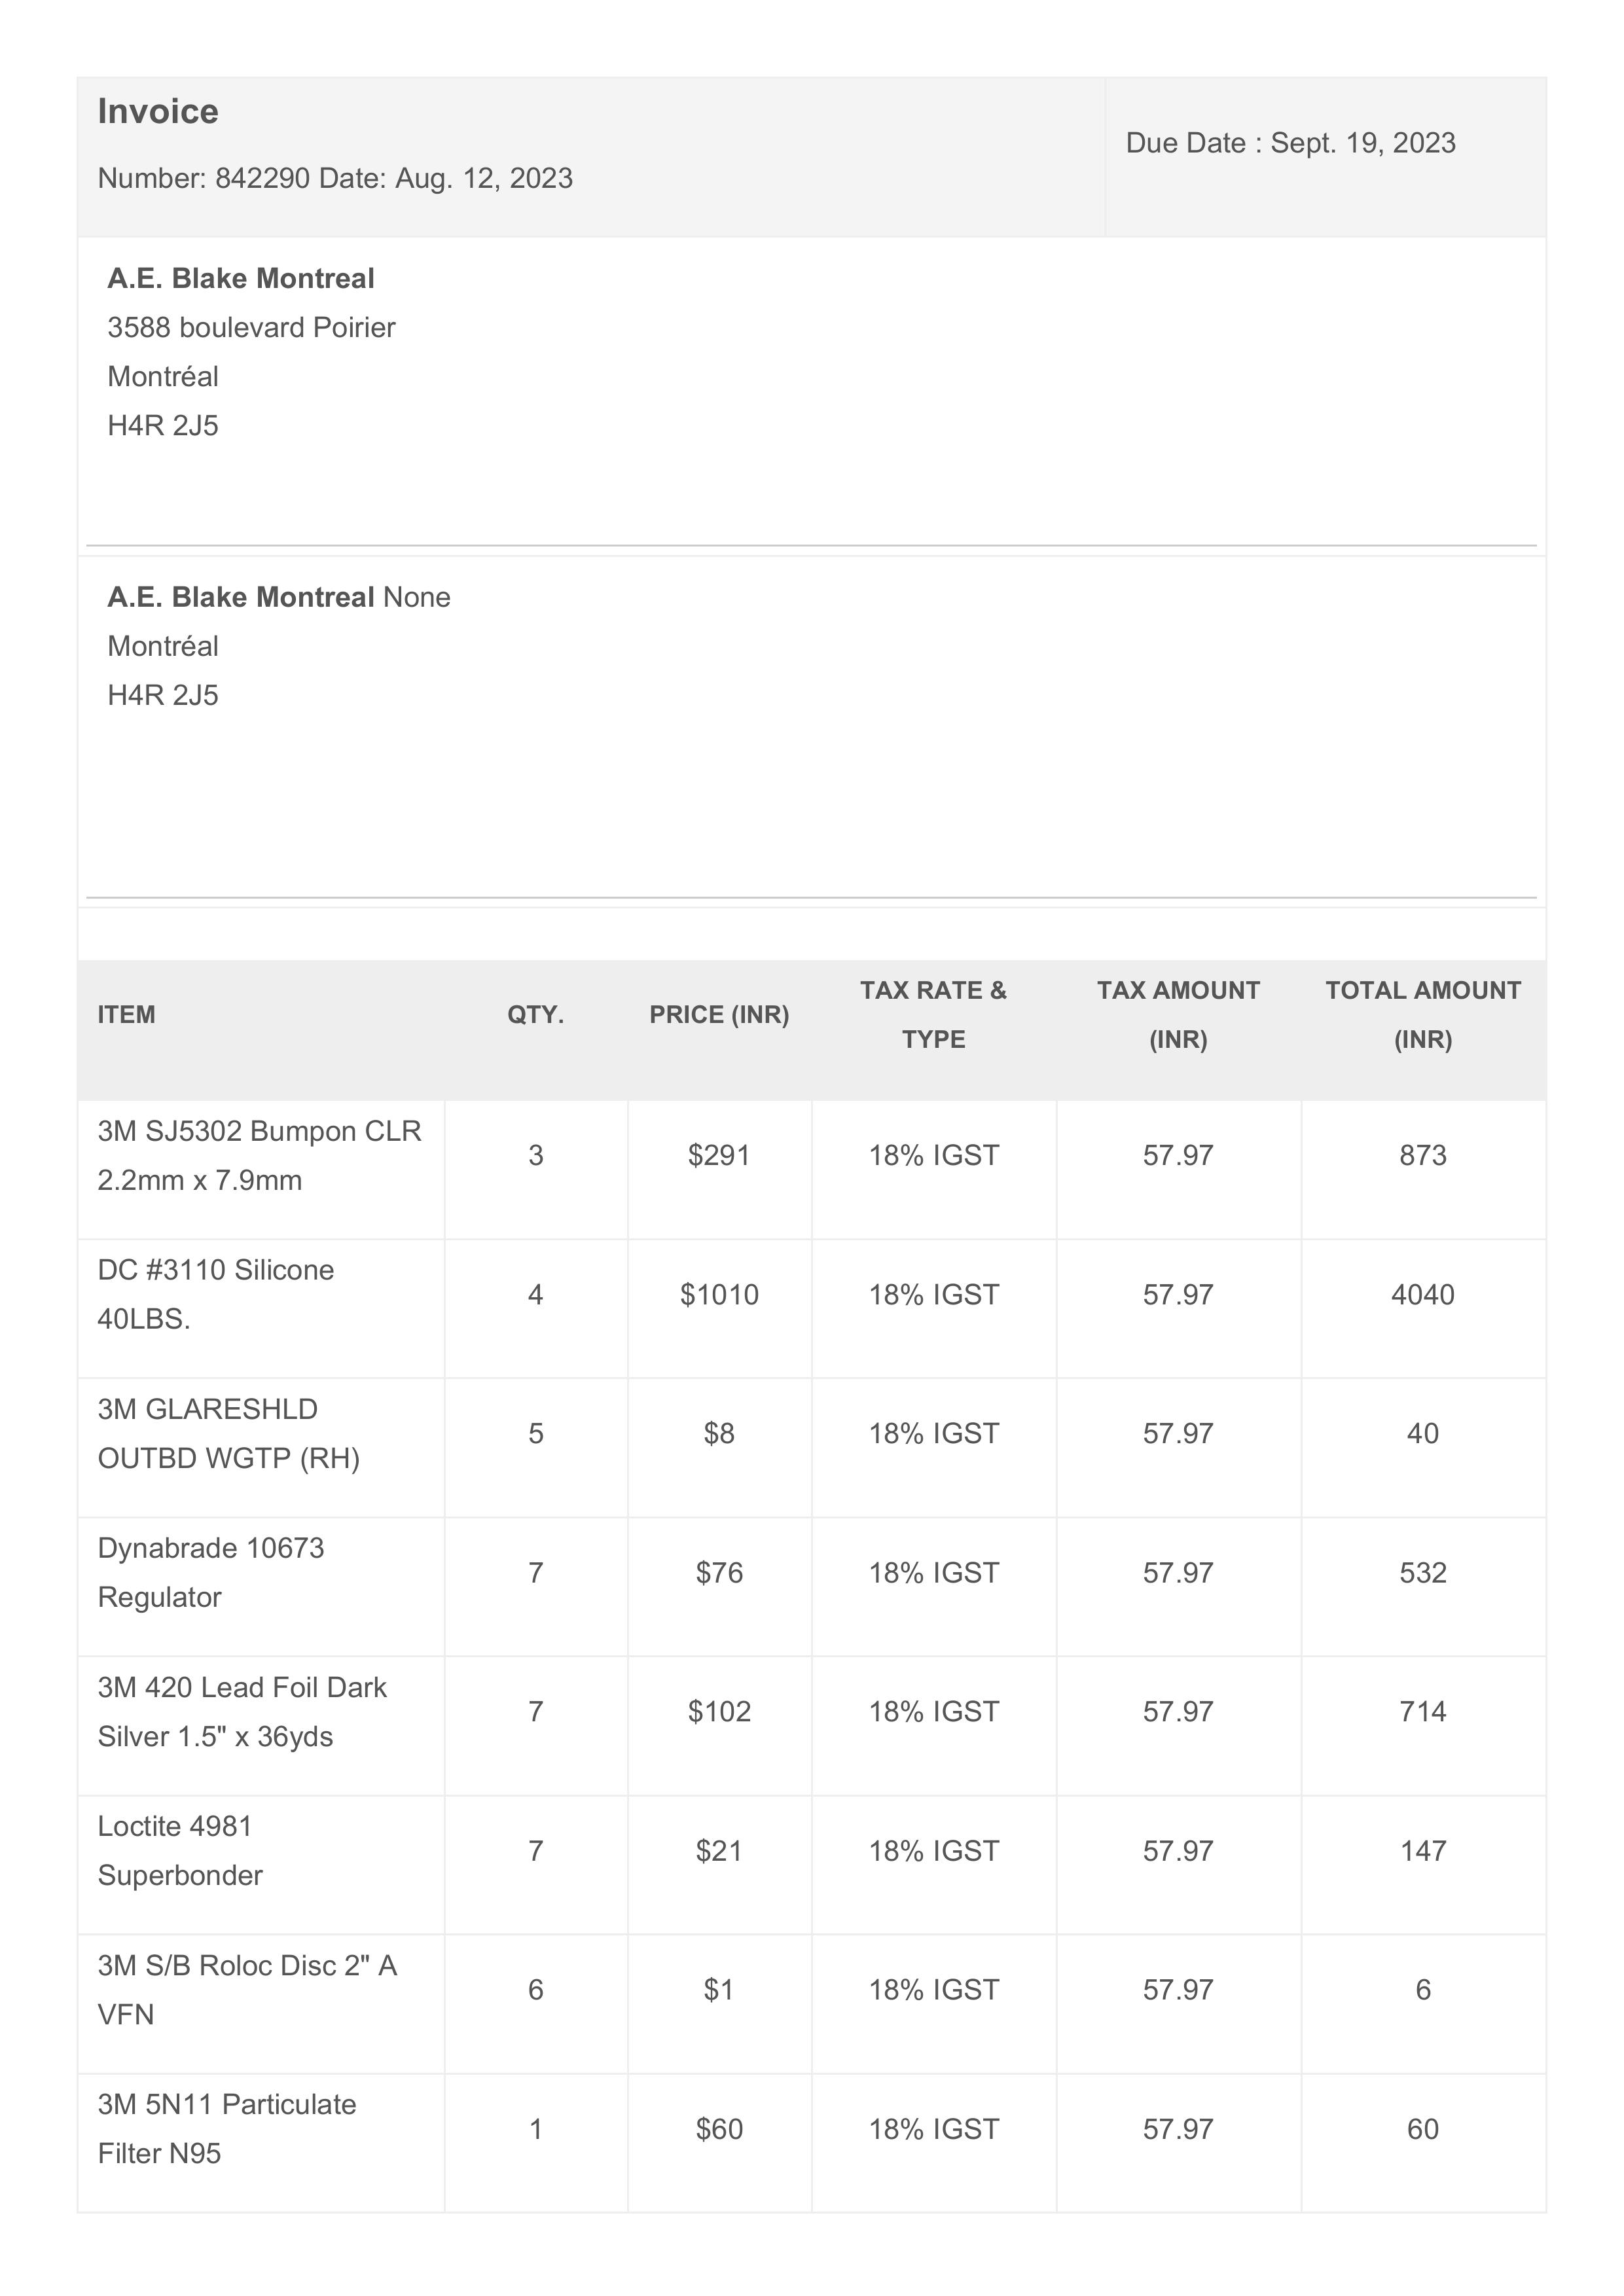 Invoice
Number: 842290 Date: Aug. 12, 2023
Due Date : Sept. 19, 2023
A.E. Blake Montreal
3588 boulevard Poirier
Montréal
H4R 2J5
A.E. Blake Montreal None
Montréal
H4R 2J5
ITEM QTY. PRICE (INR) TAX RATE & TYPE TAX AMOUNT (INR) TOTAL AMOUNT (INR)
3M SJ5302 Bumpon CLR
2.2mm x 7.9mm
3 $291 18% IGST 57.97 873
DC #3110 Silicone
40LBS.
4 $1010 18% IGST 57.97 4040
3M GLARESHLD
OUTBD WGTP (RH)
5 $8 18% IGST 57.97 40
Dynabrade 10673
Regulator
7 $76 18% IGST 57.97 532
3M 420 Lead Foil Dark
Silver 1.5" x 36yds
7 $102 18% IGST 57.97 714
Loctite 4981
Superbonder
7 $21 18% IGST 57.97 147
3M S/B Roloc Disc 2" A
VFN
6 $1 18% IGST 57.97 6
3M 5N11 Particulate
Filter N95
1 $60 18% IGST 57.97 60